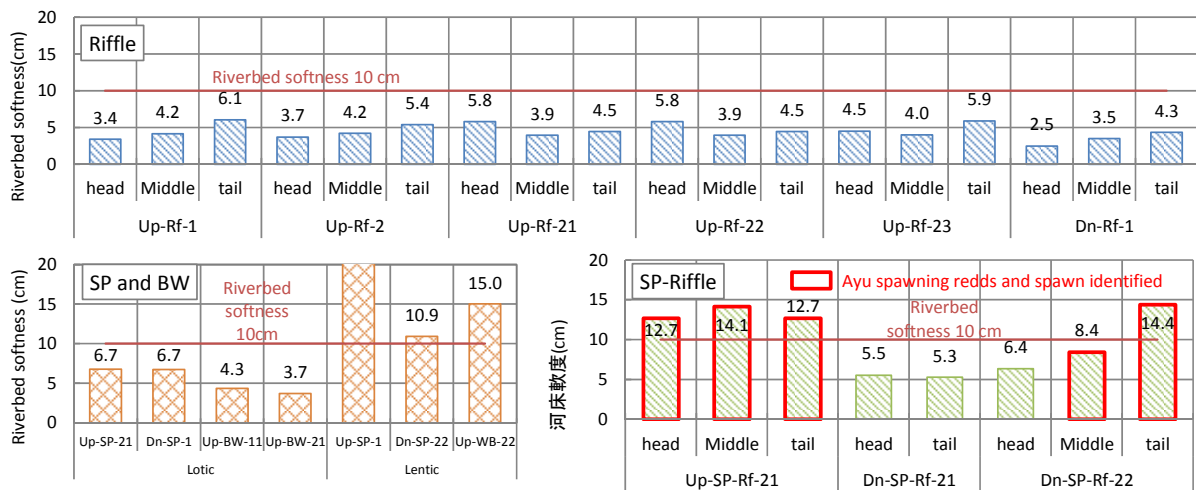 Riverbed softness(cm)
20
15
10
5
0
Riffle
Riverbed softness 10 cm
3.4 4.2 6.1 3.7 4.2 5.4 5.8 3.9 4.5 5.8 3.9 4.5 4.5 4.0 5.9 2.5 3.5 4.3
head Middle tail head Middle tail head Middle tail head Middle tail head Middle tail head Middle tail
Up-Rf-1 Up-Rf-2 Up-Rf-21 Up-Rf-22 Up-Rf-23 Dn-Rf-1
Riverbed softness (cm)
20
15
10
5
0
SP and BW
Riverbed
softness
10cm
6.7 6.7 4.3 3.7 10.9 15.0
Up-SP-21 Dn-SP-1 Up-BW-11 Up-BW-21 Up-SP-1 Dn-SP-22 Up-WB-22
Lotic Lentic
河床軟度(cm)
20
15
10
5
0
SP-Riffle
Ayu spawning redds and spawn identified
Riverbed
softness 10 cm
12.7 14.1 12.7 5.5 5.3 6.4 8.4 14.4
head Middle tail head tail head Middle tail
Up-SP-Rf-21 Dn-SP-Rf-21 Dn-SP-Rf-22